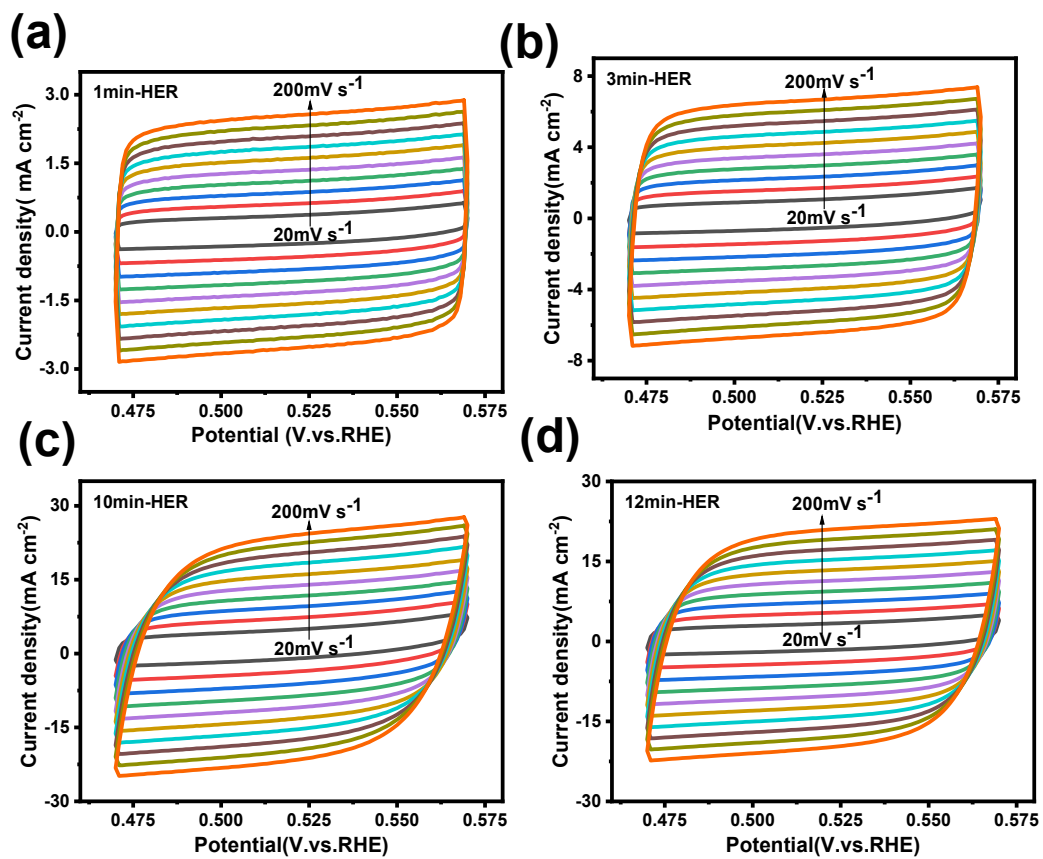 (a)
1min-HER
200mV s⁻¹
20mV s⁻¹
3.0
1.5
0.0
-1.5
-3.0
0.475 0.500 0.525 0.550 0.575
Current density( mA cm⁻²)
Potential (V.vs.RHE)
(b)
3min-HER
200mV s⁻¹
20mV s⁻¹
8
4
0
-4
-8
0.475 0.500 0.525 0.550 0.575
Current density(mA cm⁻²)
Potential(V.vs.RHE)
(c)
10min-HER
200mV s⁻¹
20mV s⁻¹
30
15
0
-15
-30
0.475 0.500 0.525 0.550 0.575
Current density(mA cm⁻²)
Potential(V.vs.RHE)
(d)
12min-HER
200mV s⁻¹
20mV s⁻¹
30
15
0
-15
-30
0.475 0.500 0.525 0.550 0.575
Current density(mA cm⁻²)
Potential(V.vs.RHE)